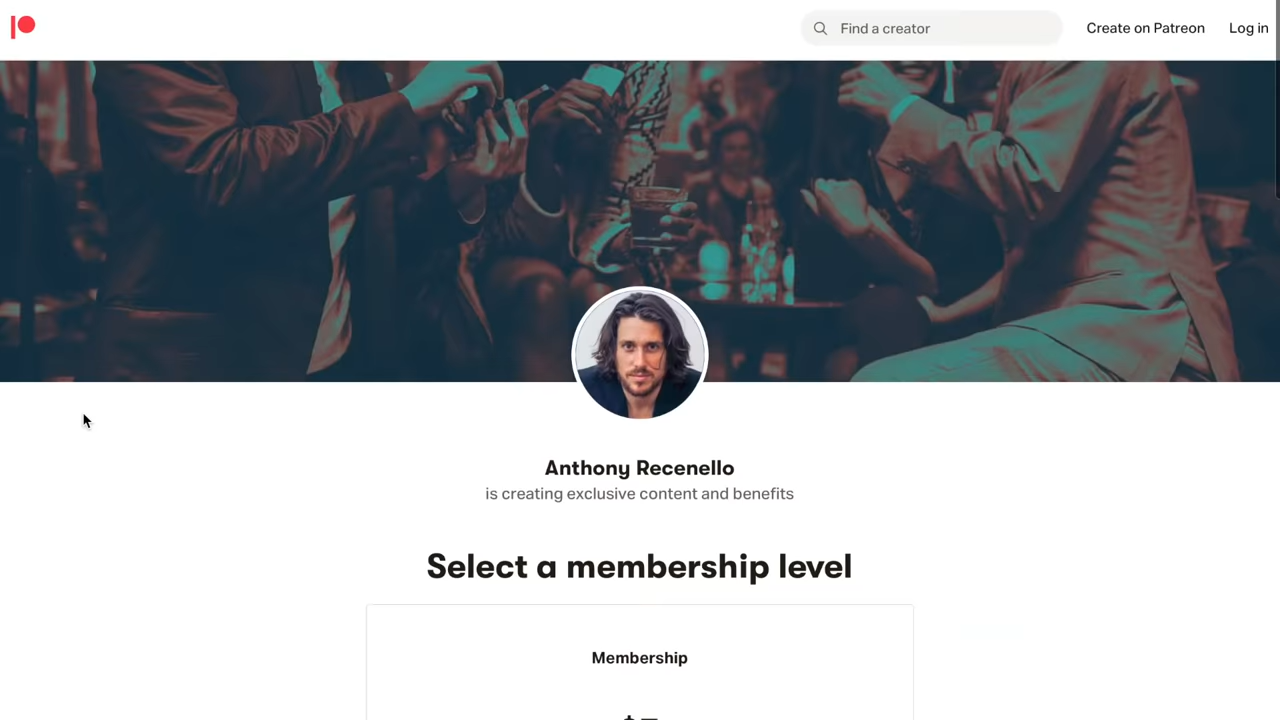 Find a creator
Create on Patreon
Log in
Anthony Recenello
is creating exclusive content and benefits
Select a membership level
Membership